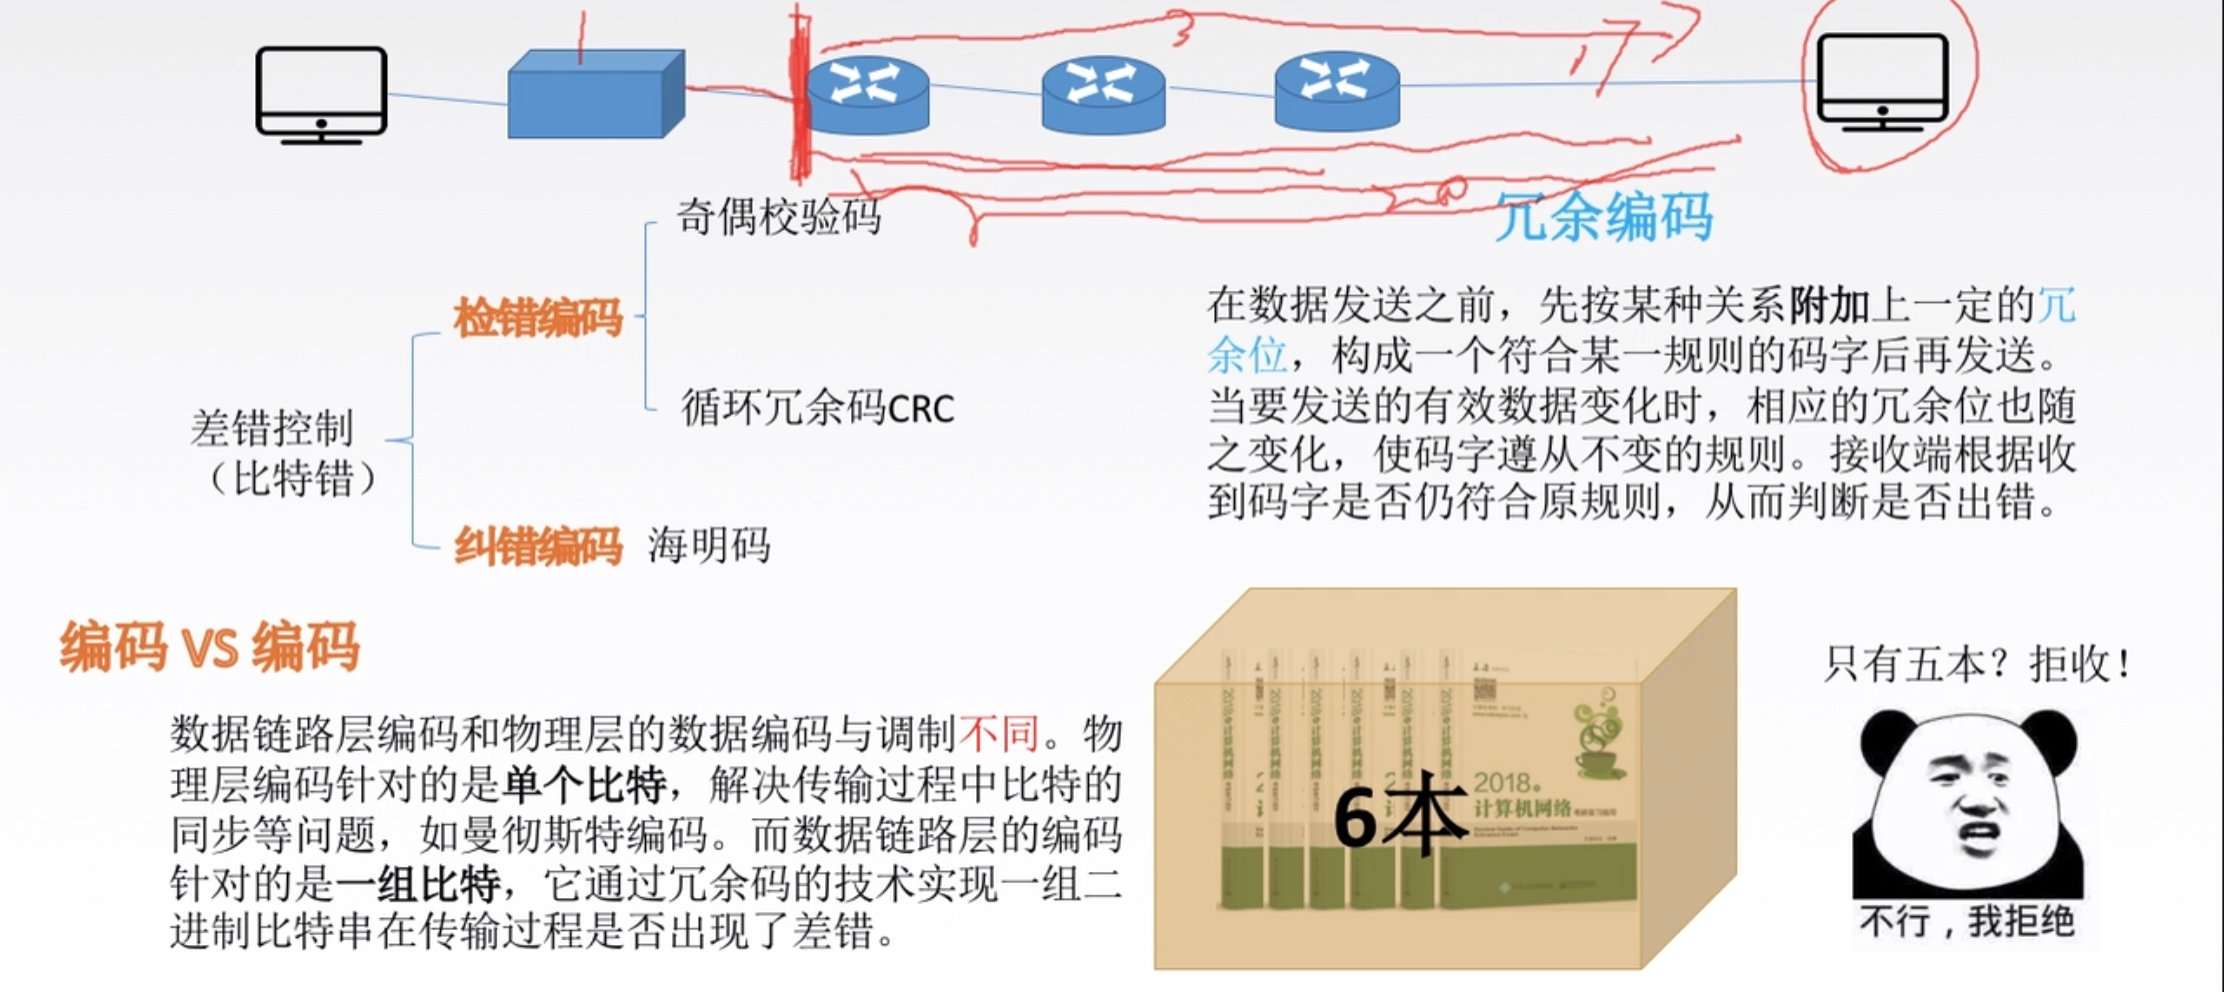 奇偶校验码
冗余编码
检错编码
在数据发送之前，先按某种关系附加上一定的冗
余位，构成一个符合某一规则的码字后再发送。
当要发送的有效数据变化时，相应的冗余位也随
之变化，使码字遵从不变的规则。接收端根据收
到码字是否仍符合原规则，从而判断是否出错。
循环冗余码CRC
差错控制
（比特错）
纠错编码 海明码
编码 VS 编码
数据链路层编码和物理层的数据编码与调制不同。物
理层编码针对的是单个比特，解决传输过程中比特的
同步等问题，如曼彻斯特编码。而数据链路层的编码
针对的是一组比特，它通过冗余码的技术实现一组二
进制比特串在传输过程是否出现了差错。
2018
计算机网络
6本
只有五本？拒收！
不行，我拒绝